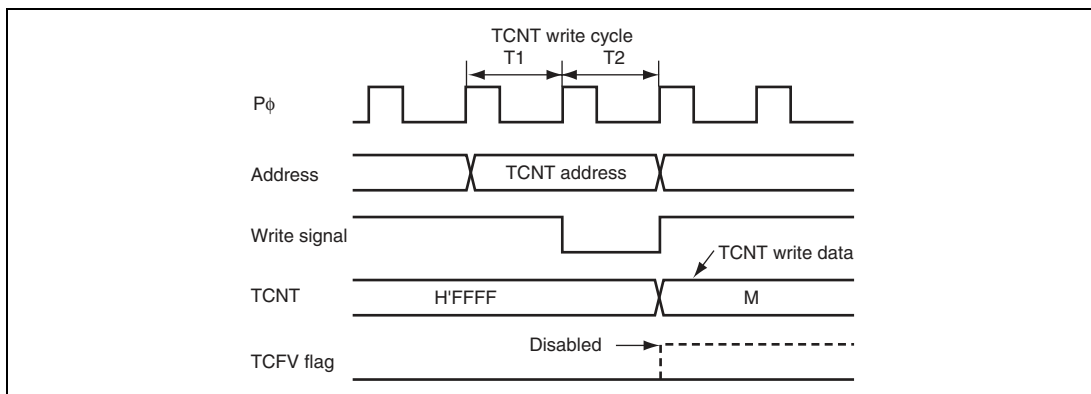 TCNT write cycle
T1 T2
Pϕ
Address TCNT address
Write signal
TCNT write data
TCNT H'FFFF M
Disabled
TCFV flag